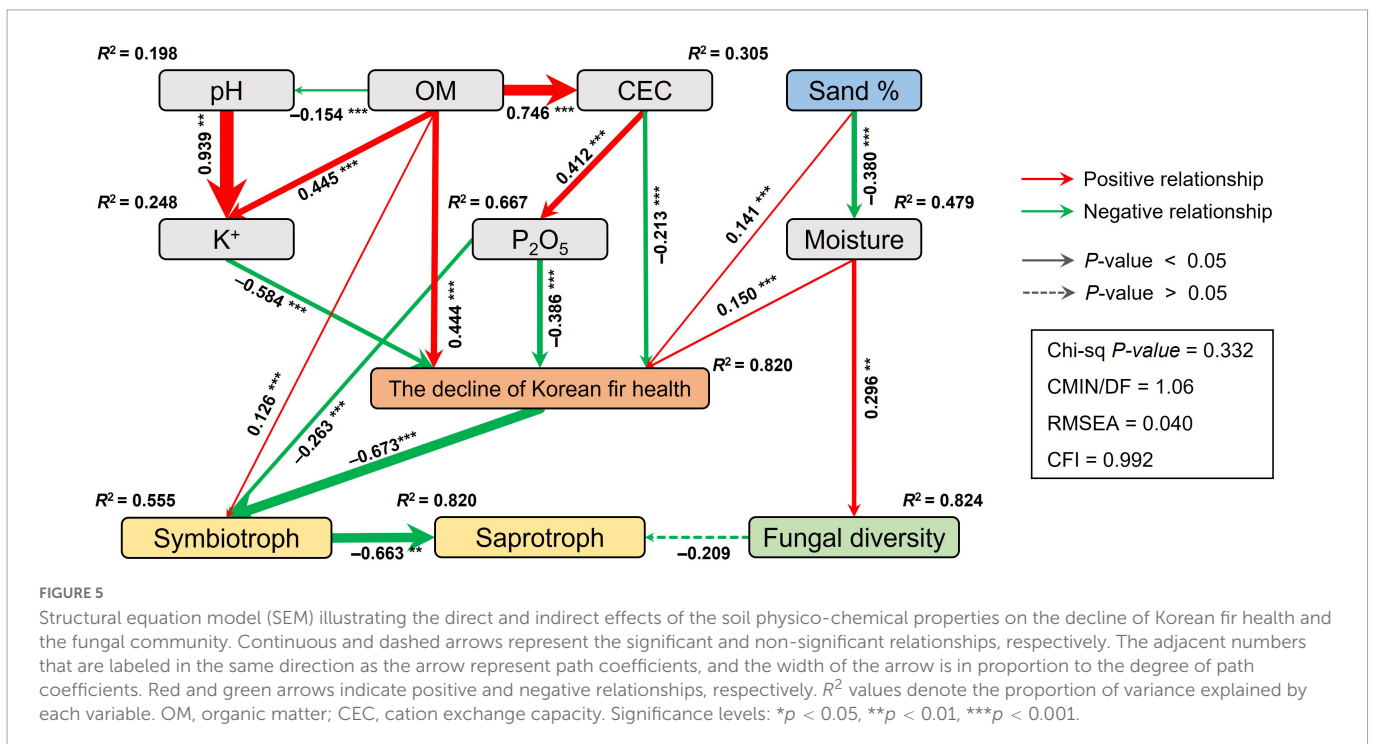 R² = 0.198
R² = 0.305
pH
OM
CEC
Sand %
−0.154 ***
0.746 ***
0.939 **
0.445 ***
0.412 ***
−0.380 ***
Positive relationship
Negative relationship
P-value < 0.05
P-value > 0.05
R² = 0.248
R² = 0.667
R² = 0.479
K⁺
P₂O₅
Moisture
−0.213 ***
0.141 ***
−0.584 ***
0.444 ***
−0.386 ***
0.150 ***
R² = 0.820
The decline of Korean fir health
0.126 ***
−0.263 ***
−0.673***
0.296 **
Chi-sq P-value = 0.332
CMIN/DF = 1.06
RMSEA = 0.040
CFI = 0.992
R² = 0.555
R² = 0.820
R² = 0.824
Symbiotroph
Saprotroph
Fungal diversity
−0.663 **
−0.209
FIGURE 5
Structural equation model (SEM) illustrating the direct and indirect effects of the soil physico-chemical properties on the decline of Korean fir health and
the fungal community. Continuous and dashed arrows represent the significant and non-significant relationships, respectively. The adjacent numbers
that are labeled in the same direction as the arrow represent path coefficients, and the width of the arrow is in proportion to the degree of path
coefficients. Red and green arrows indicate positive and negative relationships, respectively. R² values denote the proportion of variance explained by
each variable. OM, organic matter; CEC, cation exchange capacity. Significance levels: *p < 0.05, **p < 0.01, ***p < 0.001.